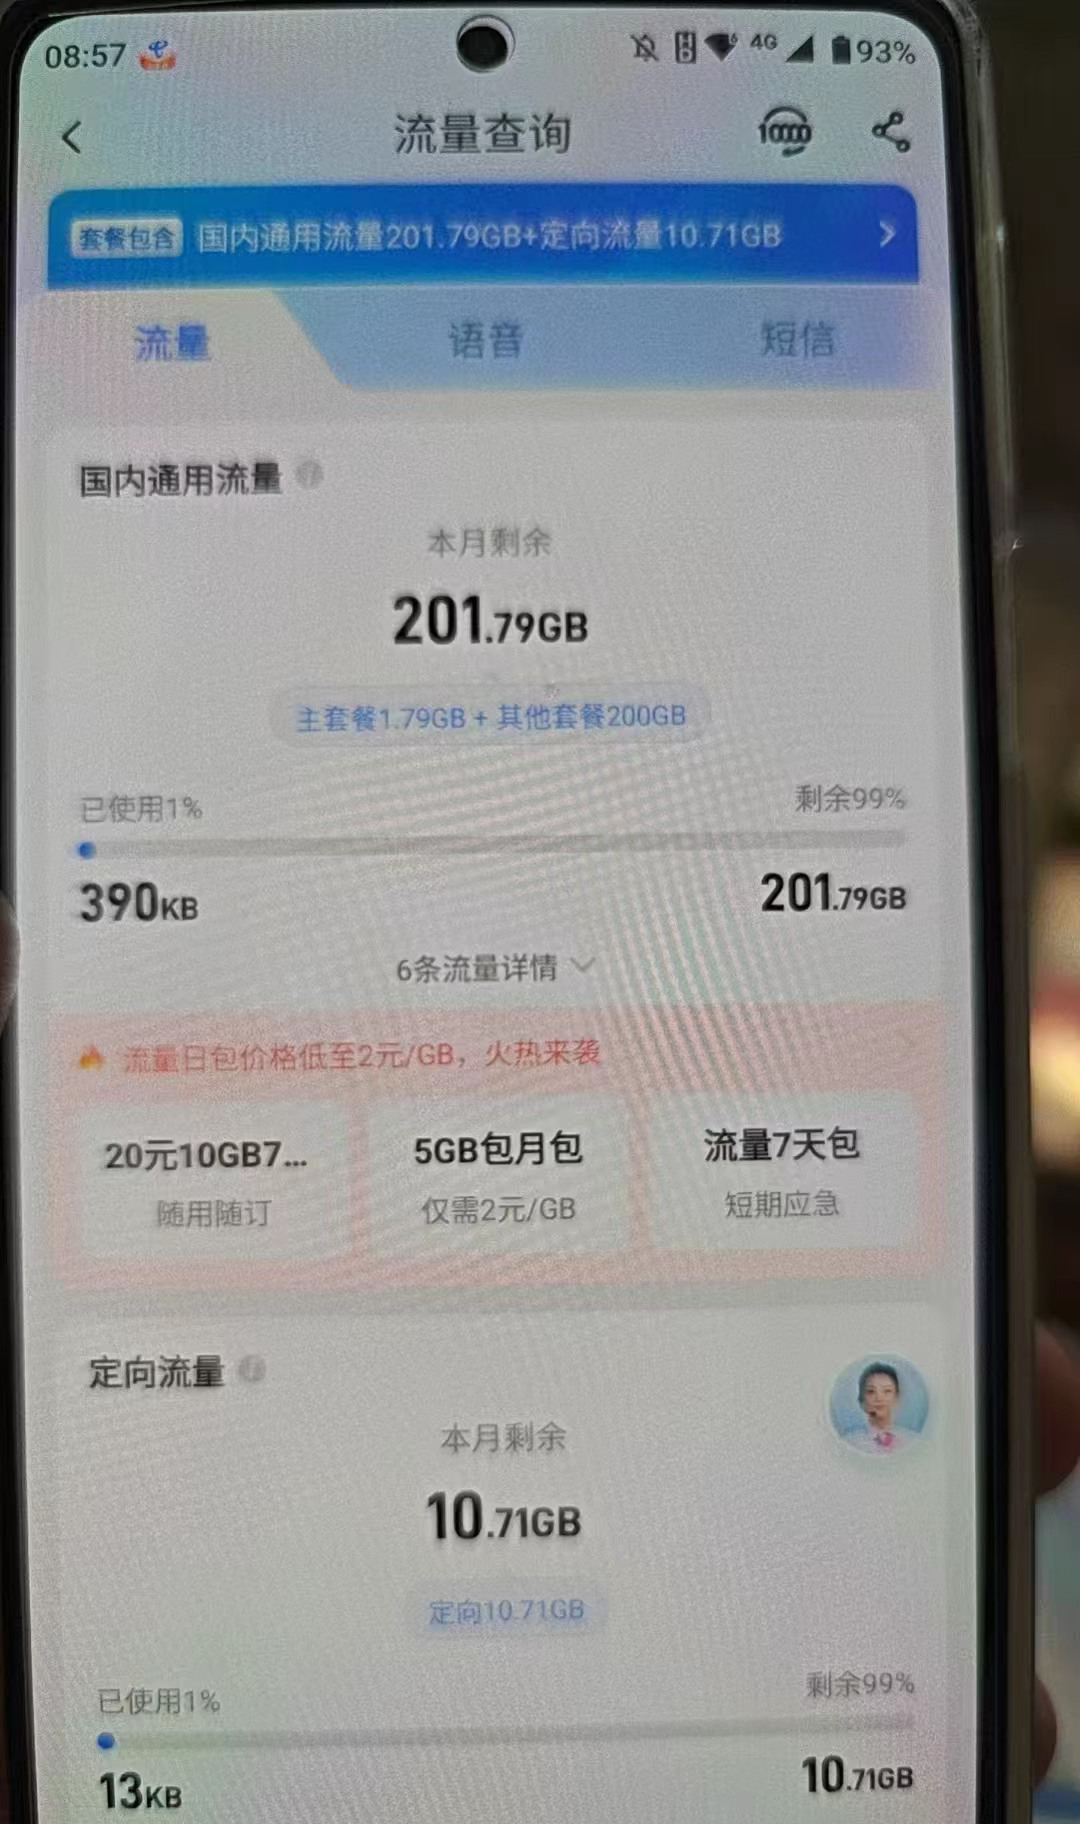 08:57 4G 93%
流量查询 10000
套餐包含 国内通用流量201.79GB+定向流量10.71GB
流量 语音 短信
国内通用流量
本月剩余
201.79GB
主套餐1.79GB + 其他套餐200GB
已使用1% 剩余99%
390KB 201.79GB
6条流量详情
流量日包价格低至2元/GB，火热来袭
20元10GB7... 5GB包月包 流量7天包
随用随订 仅需2元/GB 短期应急
定向流量
本月剩余
10.71GB
定向10.71GB
已使用1% 剩余99%
13KB 10.71GB